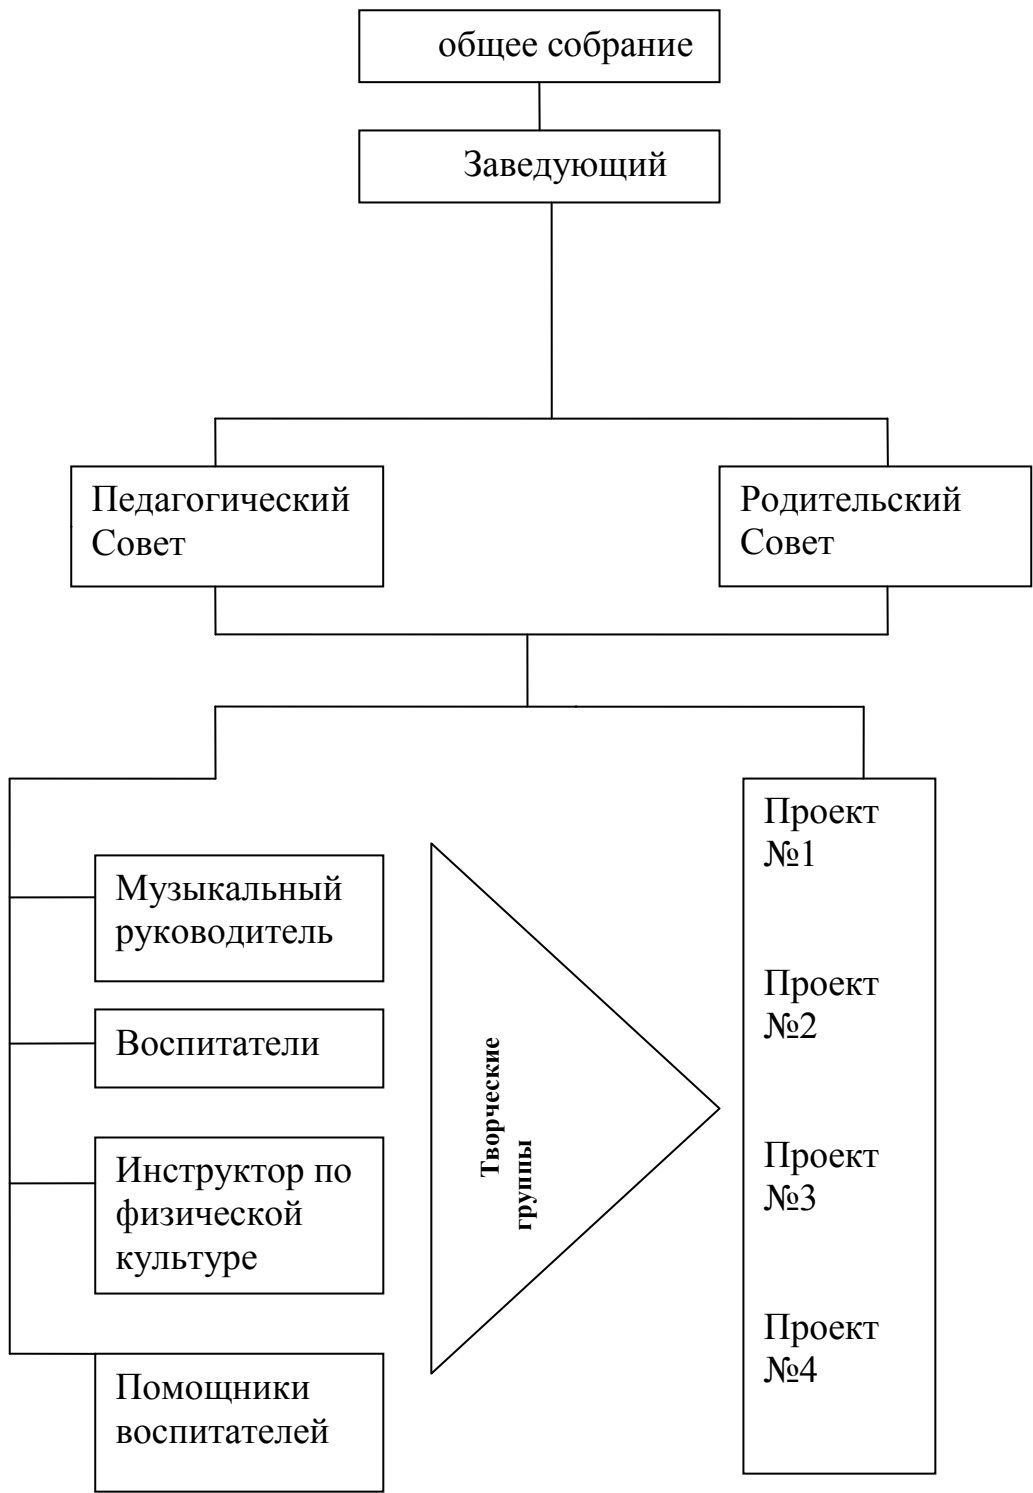 общее собрание
Заведующий
Педагогический
Совет
Родительский
Совет
Музыкальный
руководитель
Воспитатели
Инструктор по
физической
культуре
Помощники
воспитателей
Творческие
группы
Проект
№1
Проект
№2
Проект
№3
Проект
№4